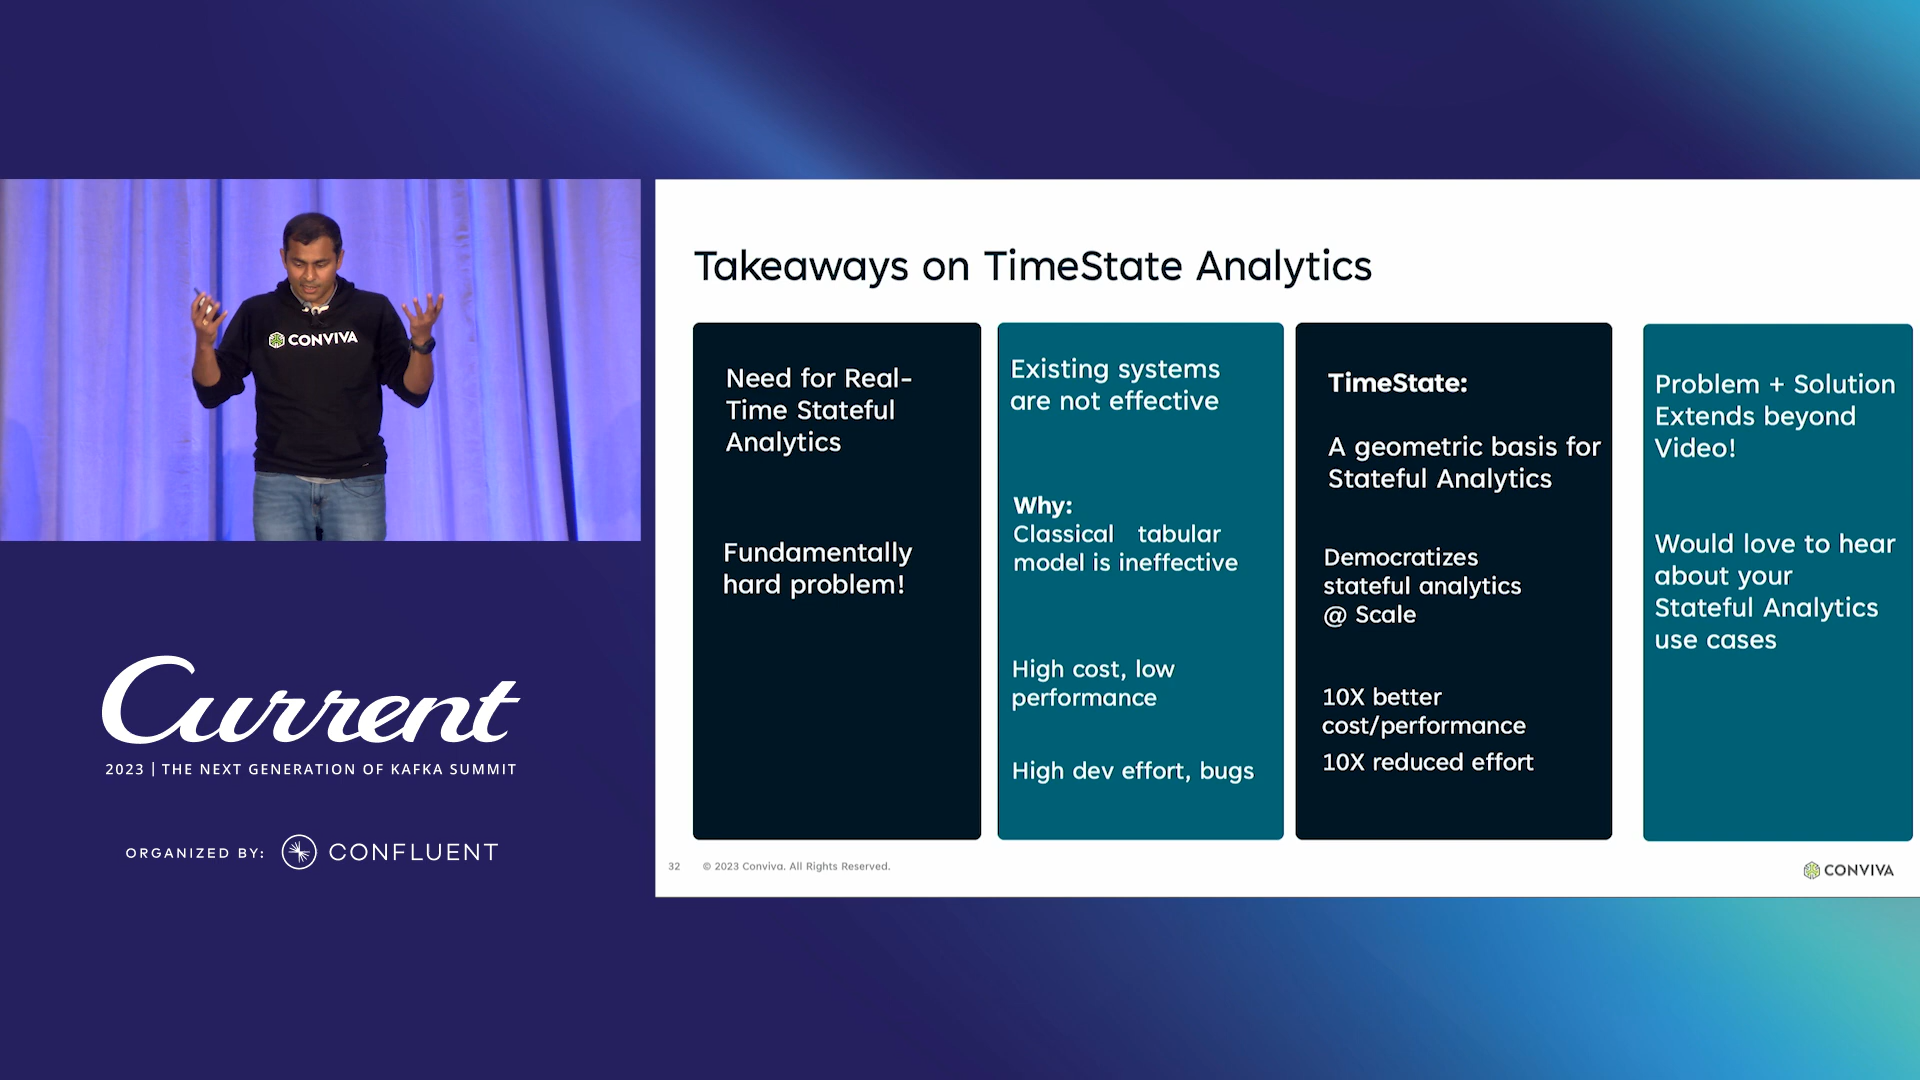 CONVIVA
Current
2023 | THE NEXT GENERATION OF KAFKA SUMMIT
ORGANIZED BY: CONFLUENT
Takeaways on TimeState Analytics
Need for Real-
Time Stateful
Analytics
Fundamentally
hard problem!
Existing systems
are not effective
Why:
Classical tabular
model is ineffective
High cost, low
performance
High dev effort, bugs
TimeState:
A geometric basis for
Stateful Analytics
Democratizes
stateful analytics
@ Scale
10X better
cost/performance
10X reduced effort
Problem + Solution
Extends beyond
Video!
Would love to hear
about your
Stateful Analytics
use cases
32 © 2023 Conviva. All Rights Reserved.
CONVIVA